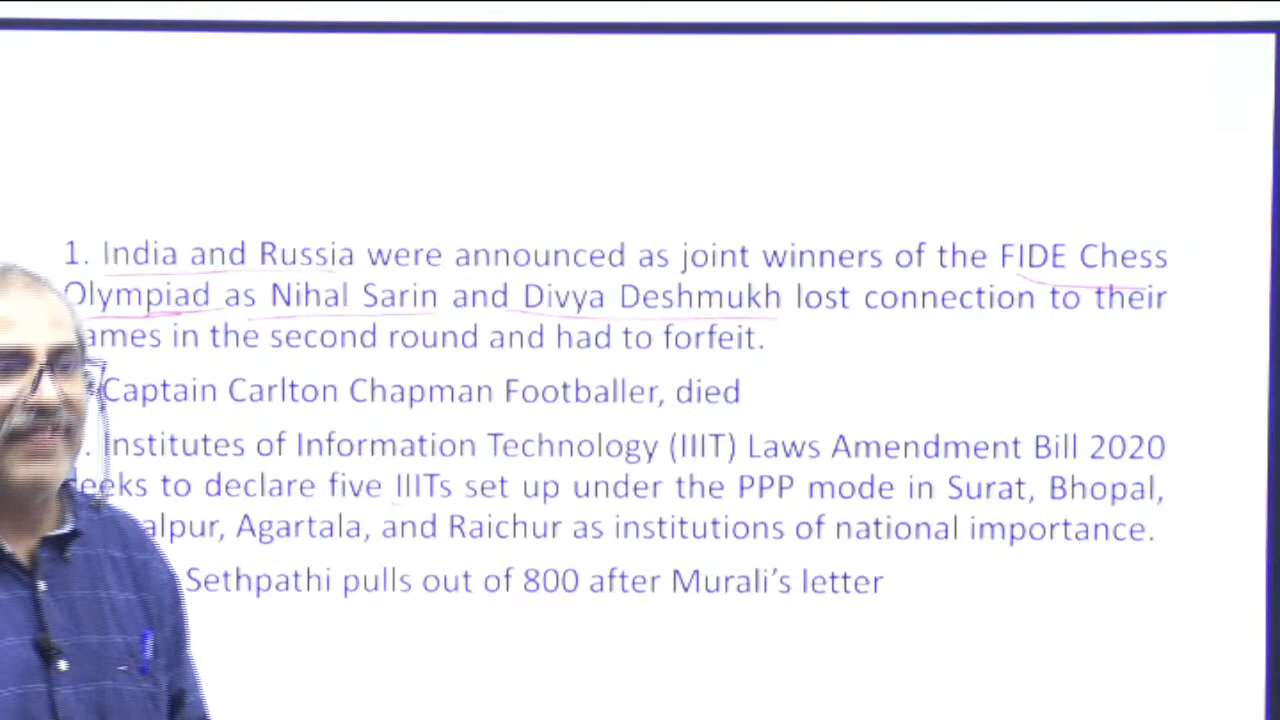 1. India and Russia were announced as joint winners of the FIDE Chess
Olympiad as Nihal Sarin and Divya Deshmukh lost connection to their
ames in the second round and had to forfeit.
Captain Carlton Chapman Footballer, died
. Institutes of Information Technology (IIIT) Laws Amendment Bill 2020
eeks to declare five IIITs set up under the PPP mode in Surat, Bhopal,
alpur, Agartala, and Raichur as institutions of national importance.
Sethpathi pulls out of 800 after Murali’s letter